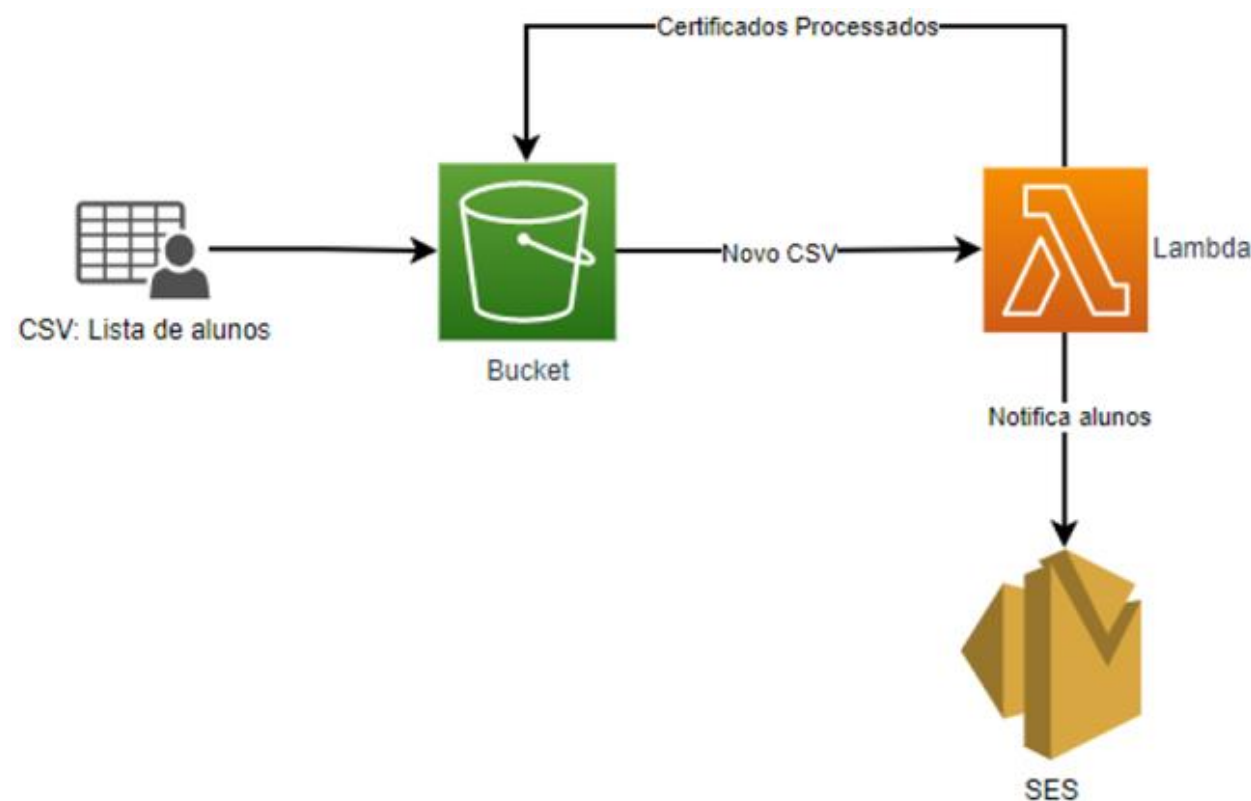 Certificados Processados
Novo CSV
Lambda
CSV: Lista de alunos
Bucket
Notifica alunos
SES